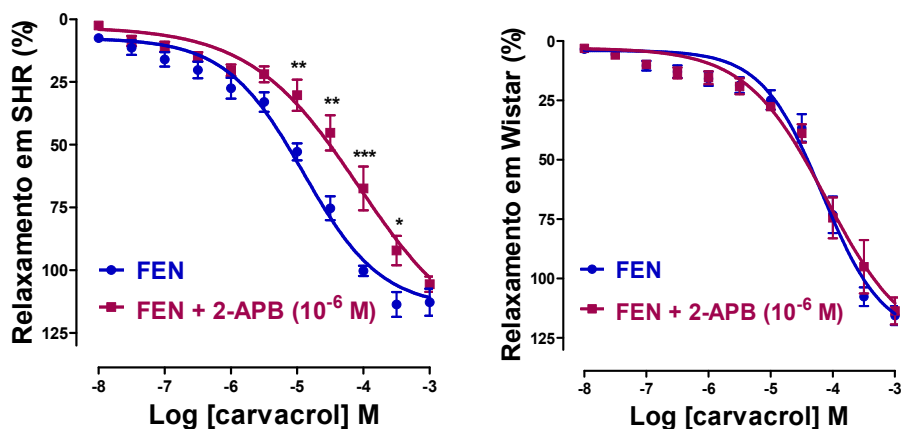 Relaxamento em SHR (%)
0
25
50
75
100
125
**
**
***
*
FEN
FEN + 2-APB (10⁻⁶ M)
-8 -7 -6 -5 -4 -3
Log [carvacrol] M
Relaxamento em Wistar (%)
0
25
50
75
100
125
FEN
FEN + 2-APB (10⁻⁶ M)
-8 -7 -6 -5 -4 -3
Log [carvacrol] M